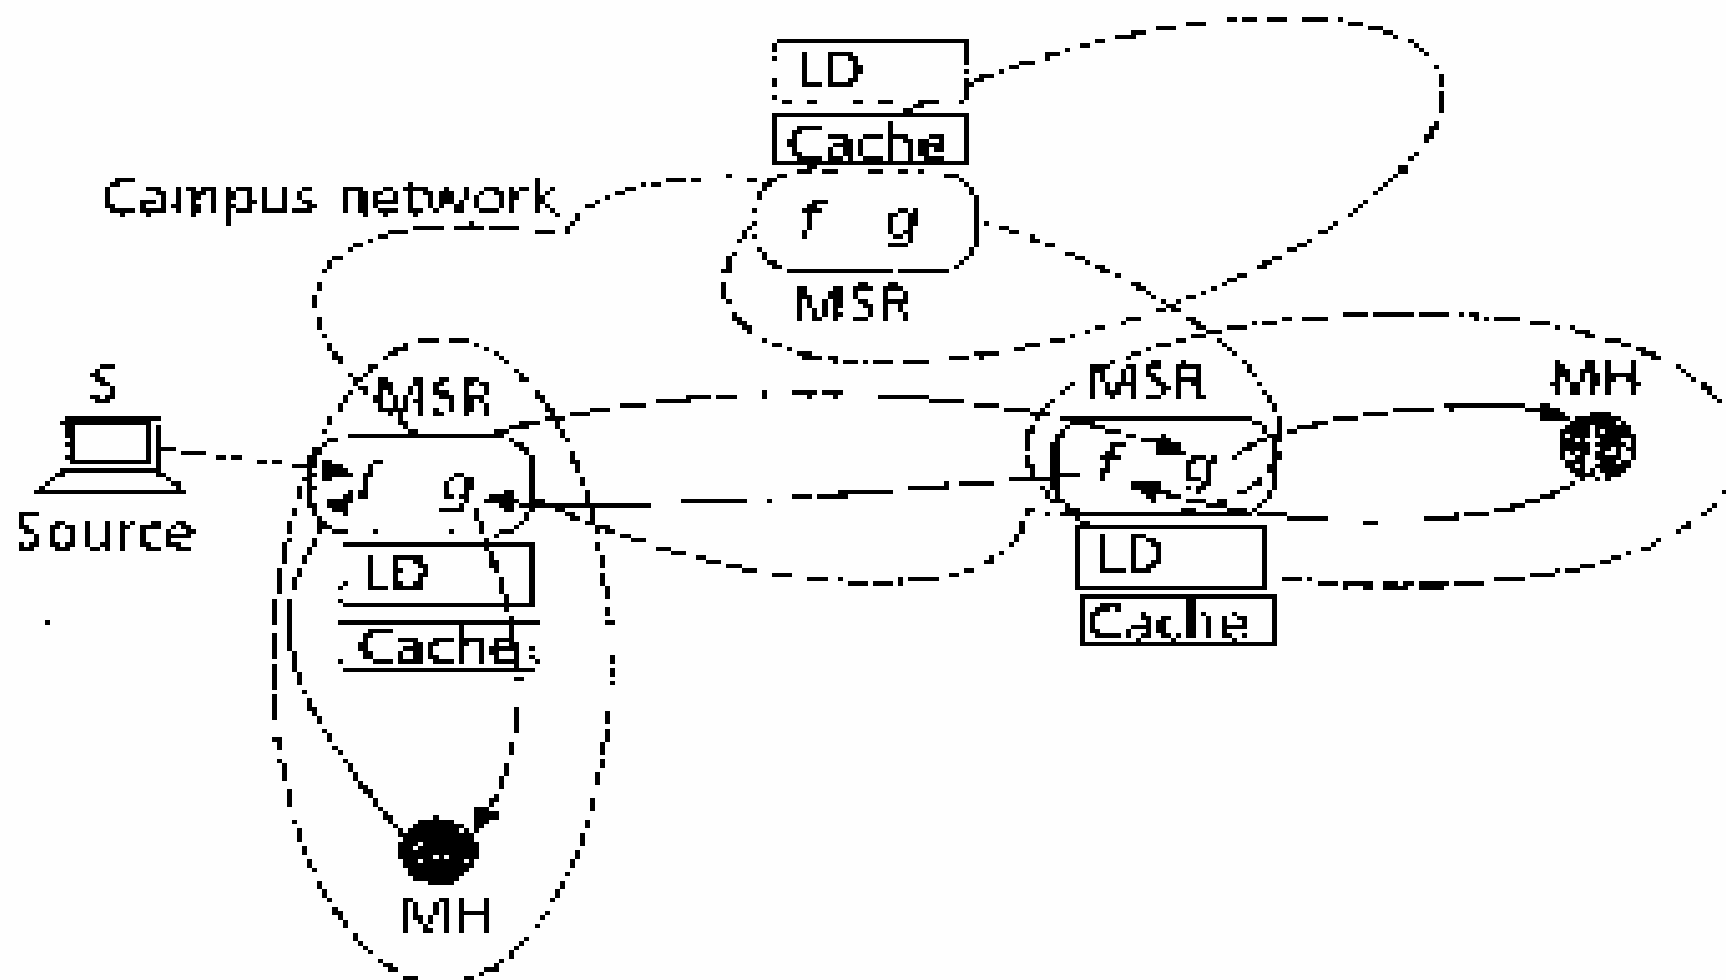 LD
Cache
Campus network
f g
MSR
S
MSR
MSR
MH
f g
f g
Source
LD
LD
Cache
Cache
MH